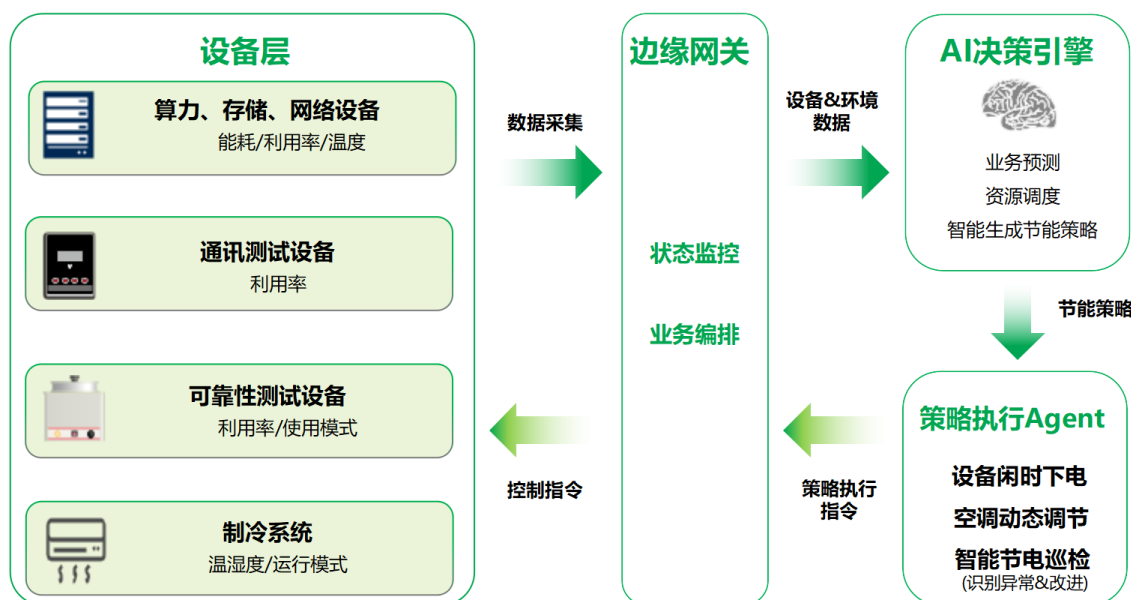 设备层
算力、存储、网络设备
能耗/利用率/温度
通讯测试设备
利用率
可靠性测试设备
利用率/使用模式
制冷系统
温湿度/运行模式
数据采集
控制指令
边缘网关
状态监控
业务编排
设备&环境
数据
策略执行
指令
AI决策引擎
业务预测
资源调度
智能生成节能策略
节能策略
策略执行Agent
设备闲时下电
空调动态调节
智能节电巡检
(识别异常&改进)